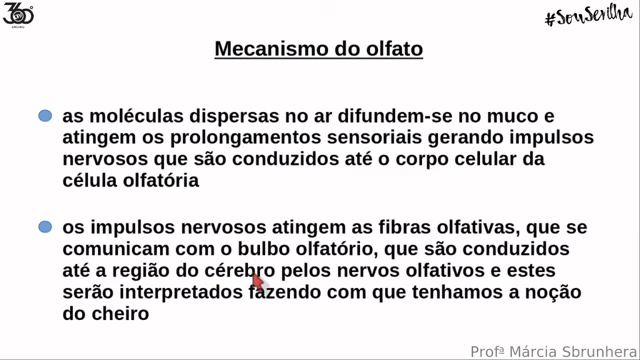 360°
#SouSerilha
Mecanismo do olfato
as moléculas dispersas no ar difundem-se no muco e
atingem os prolongamentos sensoriais gerando impulsos
nervosos que são conduzidos até o corpo celular da
célula olfatória
os impulsos nervosos atingem as fibras olfativas, que se
comunicam com o bulbo olfatório, que são conduzidos
até a região do cérebro pelos nervos olfativos e estes
serão interpretados fazendo com que tenhamos a noção
do cheiro
Profª Márcia Sbrunhera